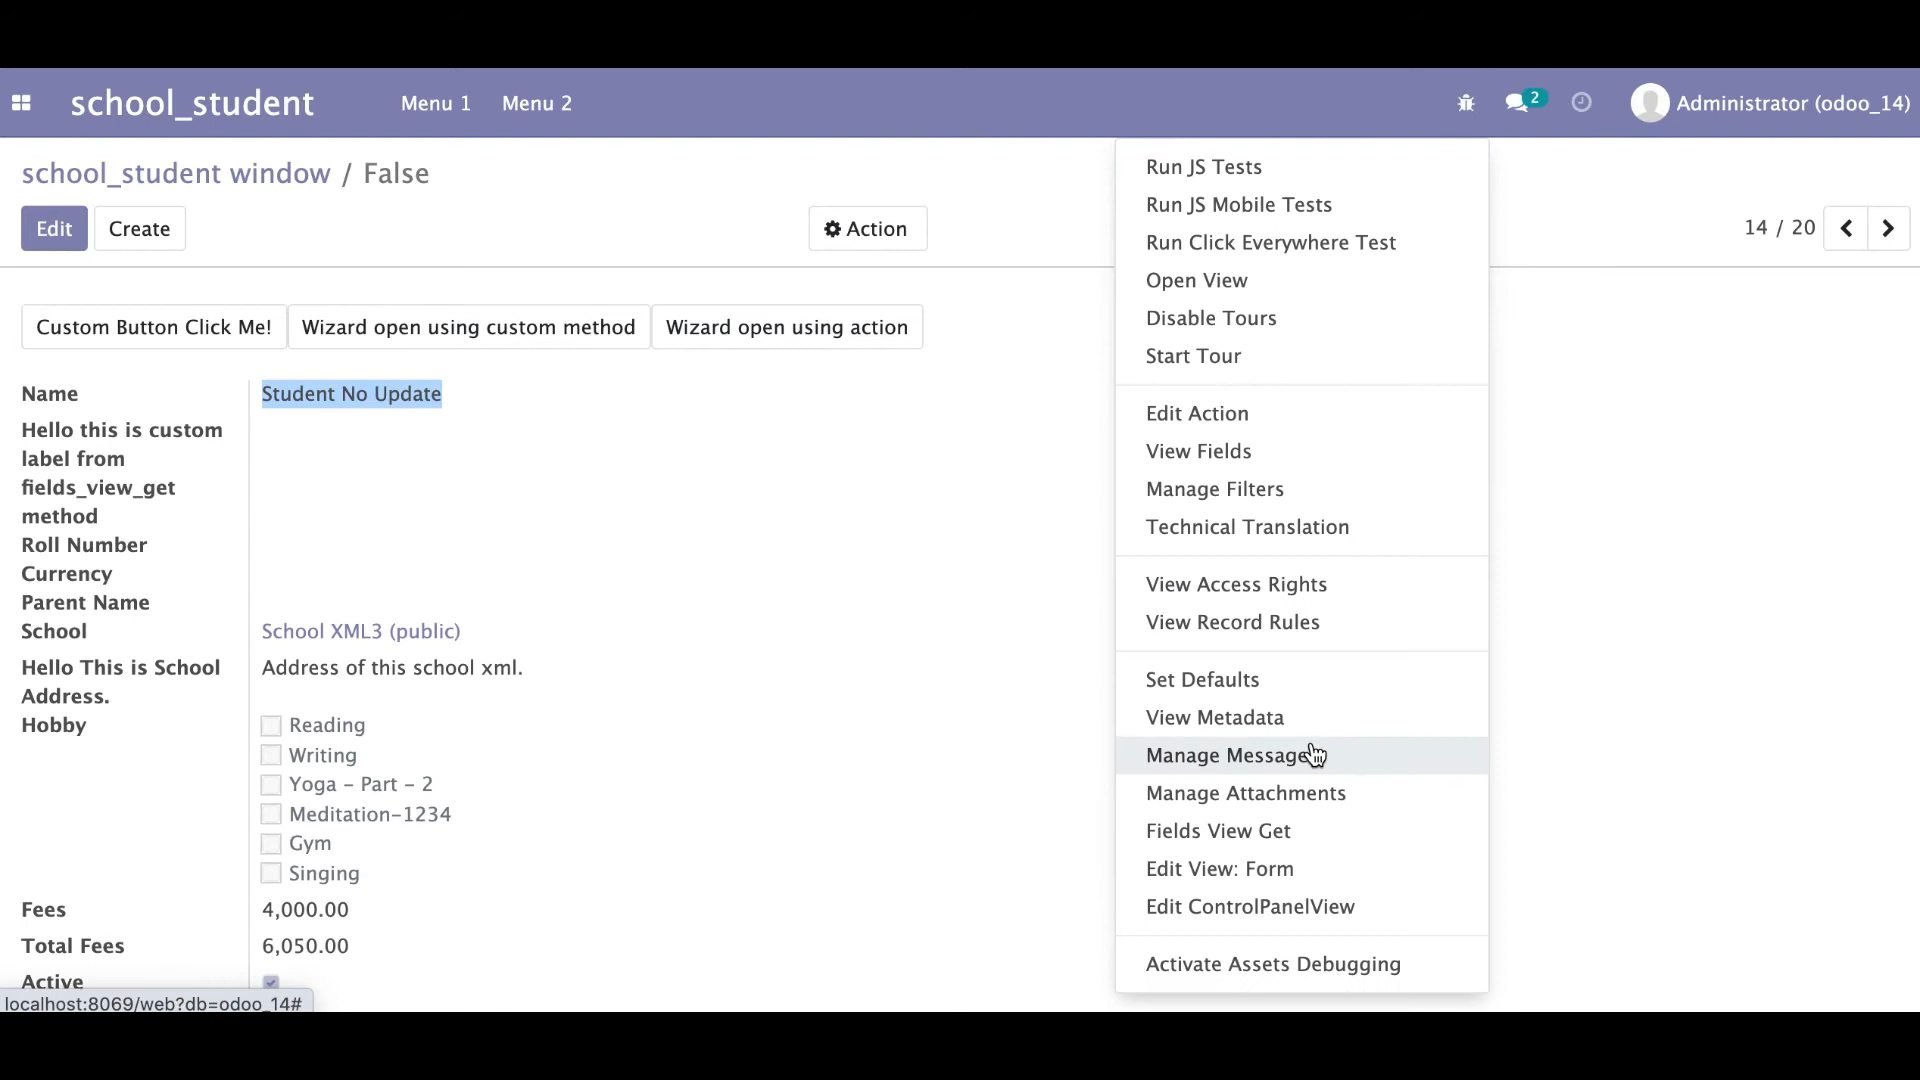 school_student
Menu 1
Menu 2
2
Administrator (odoo_14)
school_student window / False
Edit
Create
Action
14 / 20
Custom Button Click Me!
Wizard open using custom method
Wizard open using action
Name
Student No Update
Hello this is custom
label from
fields_view_get
method
Roll Number
Currency
Parent Name
School
School XML3 (public)
Hello This is School
Address.
Address of this school xml.
Hobby
Reading
Writing
Yoga - Part - 2
Meditation-1234
Gym
Singing
Fees
4,000.00
Total Fees
6,050.00
Active
localhost:8069/web?db=odoo_14#
Run JS Tests
Run JS Mobile Tests
Run Click Everywhere Test
Open View
Disable Tours
Start Tour
Edit Action
View Fields
Manage Filters
Technical Translation
View Access Rights
View Record Rules
Set Defaults
View Metadata
Manage Message
Manage Attachments
Fields View Get
Edit View: Form
Edit ControlPanelView
Activate Assets Debugging